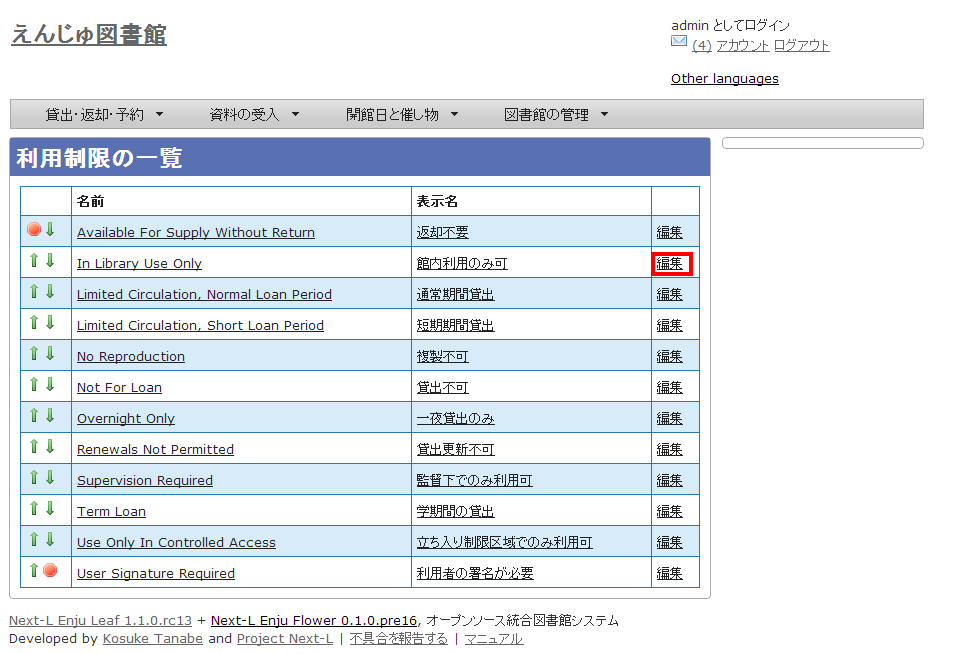 えんじゅ図書館
admin としてログイン
(4) アカウント ログアウト
Other languages
貸出・返却・予約 ▼ 資料の受入 ▼ 開館日と催し物 ▼ 図書館の管理 ▼
利用制限の一覧
名前 表示名
Available For Supply Without Return 返却不要 編集
In Library Use Only 館内利用のみ可 編集
Limited Circulation, Normal Loan Period 通常期間貸出 編集
Limited Circulation, Short Loan Period 短期期間貸出 編集
No Reproduction 複製不可 編集
Not For Loan 貸出不可 編集
Overnight Only 一夜貸出のみ 編集
Renewals Not Permitted 貸出更新不可 編集
Supervision Required 監督下でのみ利用可 編集
Term Loan 学期間の貸出 編集
Use Only In Controlled Access 立ち入り制限区域でのみ利用可 編集
User Signature Required 利用者の署名が必要 編集
Next-L Enju Leaf 1.1.0.rc13 + Next-L Enju Flower 0.1.0.pre16, オープンソース統合図書館システム
Developed by Kosuke Tanabe and Project Next-L | 不具合を報告する | マニュアル